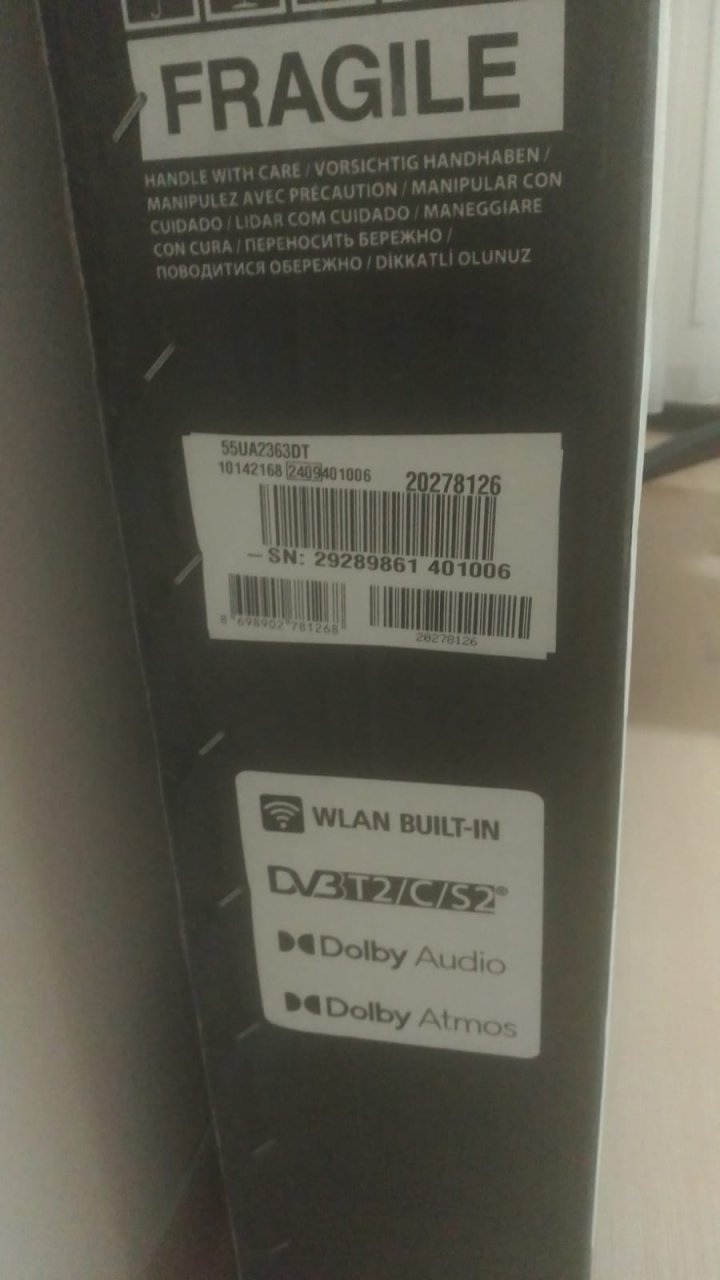 FRAGILE
HANDLE WITH CARE / VORSICHTIG HANDHABEN /
MANIPULEZ AVEC PRÉCAUTION / MANIPULAR CON
CUIDADO / LIDAR COM CUIDADO / MANEGGIARE
CON CURA / ПЕРЕНОСИТЬ БЕРЕЖНО /
ПОВОДИТИСЯ ОБЕРЕЖНО / DİKKATLİ OLUNUZ
55UA2363DT
10142168 2409401006 20278126
SN: 29289861 401006
8 698902 781268 20278126
WLAN BUILT-IN
DVB T2/C/S2®
Dolby Audio
Dolby Atmos